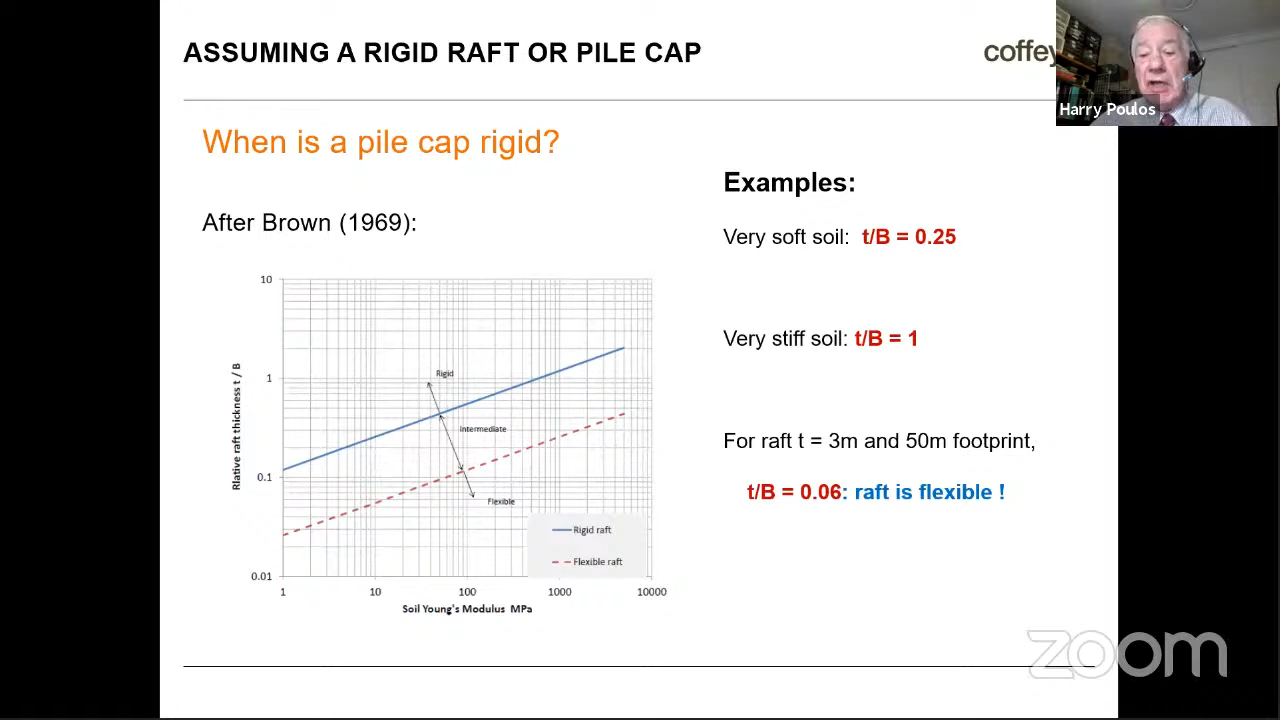 ASSUMING A RIGID RAFT OR PILE CAP
coffey
Harry Poulos
When is a pile cap rigid?
After Brown (1969):
10
1
0.1
0.01
Rlative raft thickness t / B
Rigid
Intermediate
Flexible
Rigid raft
Flexible raft
1 10 100 1000 10000
Soil Young's Modulus MPa
Examples:
Very soft soil: t/B = 0.25
Very stiff soil: t/B = 1
For raft t = 3m and 50m footprint,
t/B = 0.06: raft is flexible !
zoom